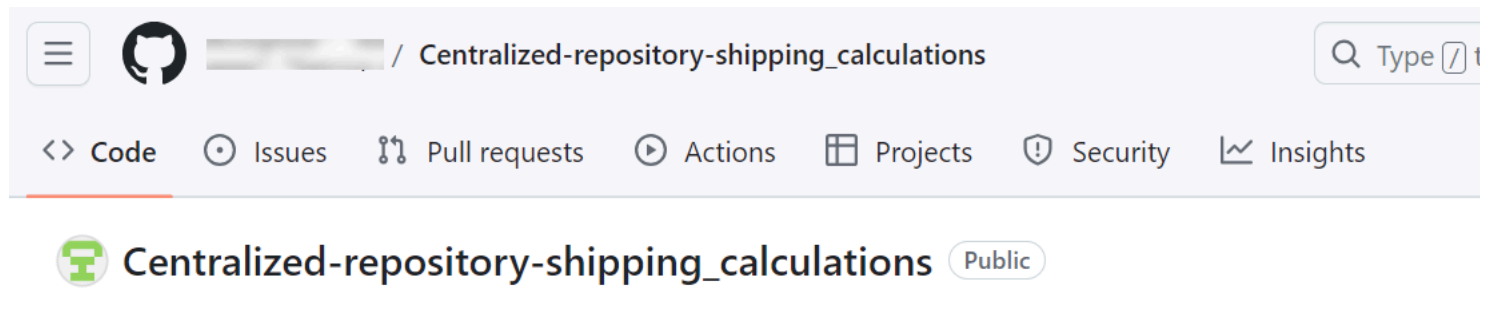 / Centralized-repository-shipping_calculations Type / t
Code Issues Pull requests Actions Projects Security Insights
Centralized-repository-shipping_calculations Public